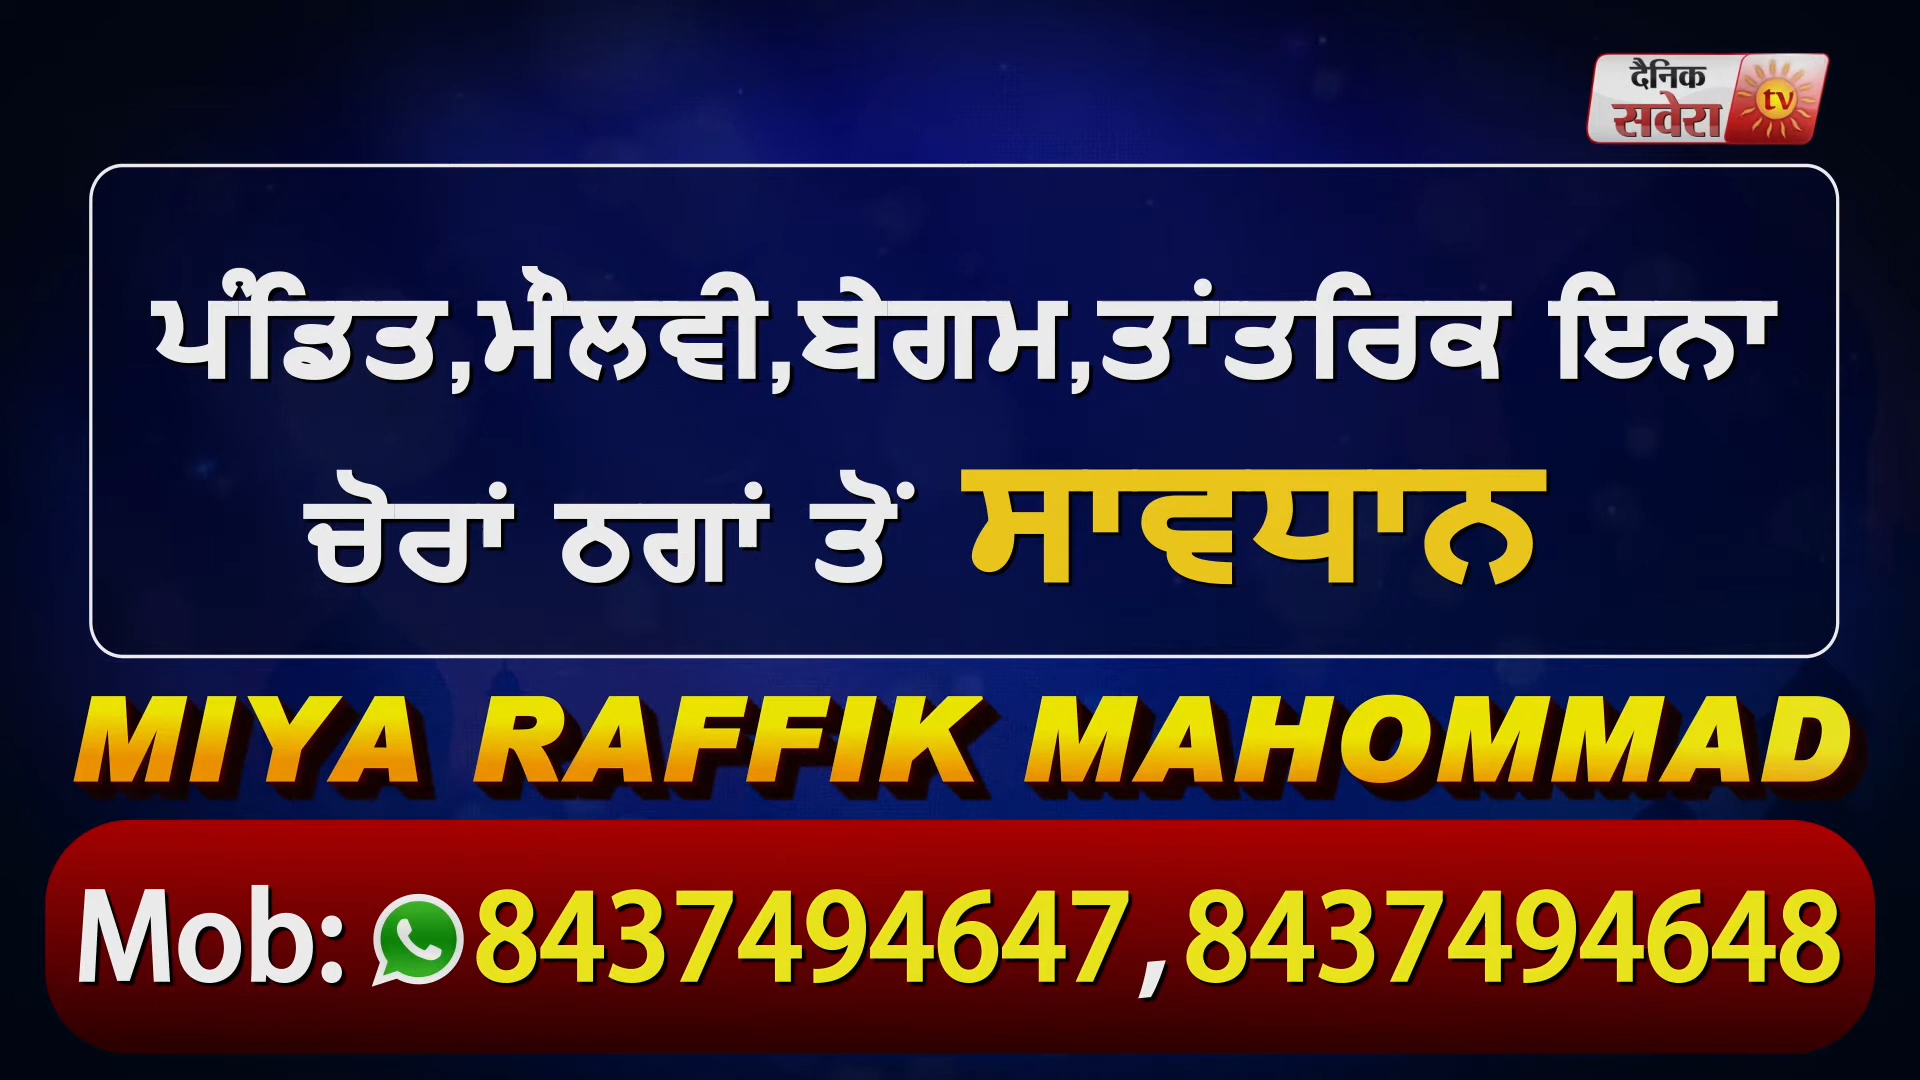 दैनिक
सवेरा tv
ਪੰਡਿਤ,ਮੌਲਵੀ,ਬੇਗਮ,ਤਾਂਤਰਿਕ ਇਨਾ
ਚੋਰਾਂ ਠਗਾਂ ਤੋਂ ਸਾਵਧਾਨ
MIYA RAFFIK MAHOMMAD
Mob: 8437494647, 8437494648